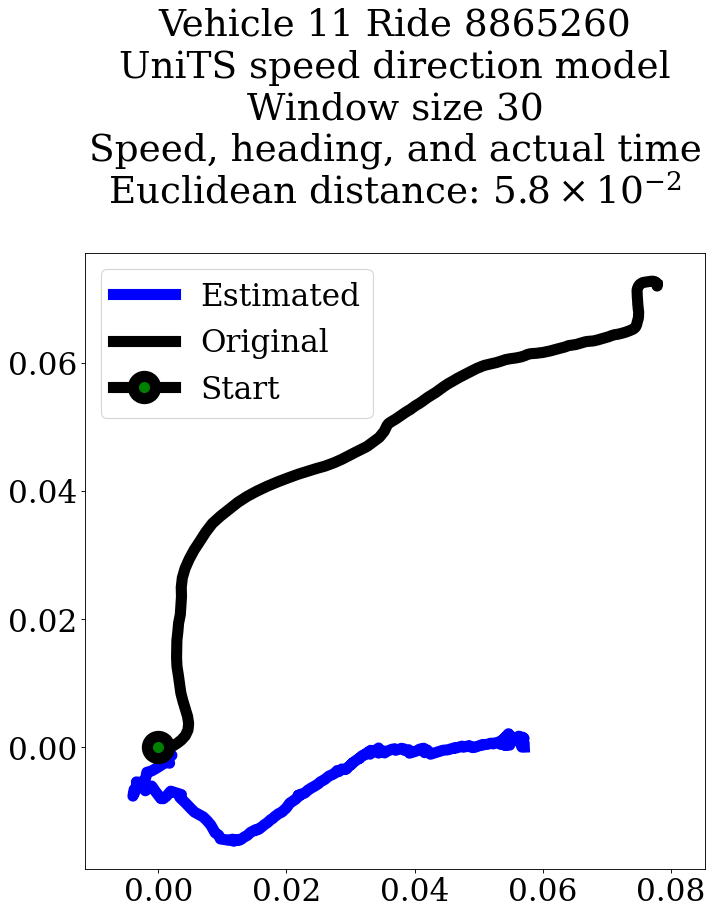 Vehicle 11 Ride 8865260
UniTS speed direction model
Window size 30
Speed, heading, and actual time
Euclidean distance: 5.8 × 10⁻²
Estimated
Original
Start
0.06
0.04
0.02
0.00
0.00 0.02 0.04 0.06 0.08